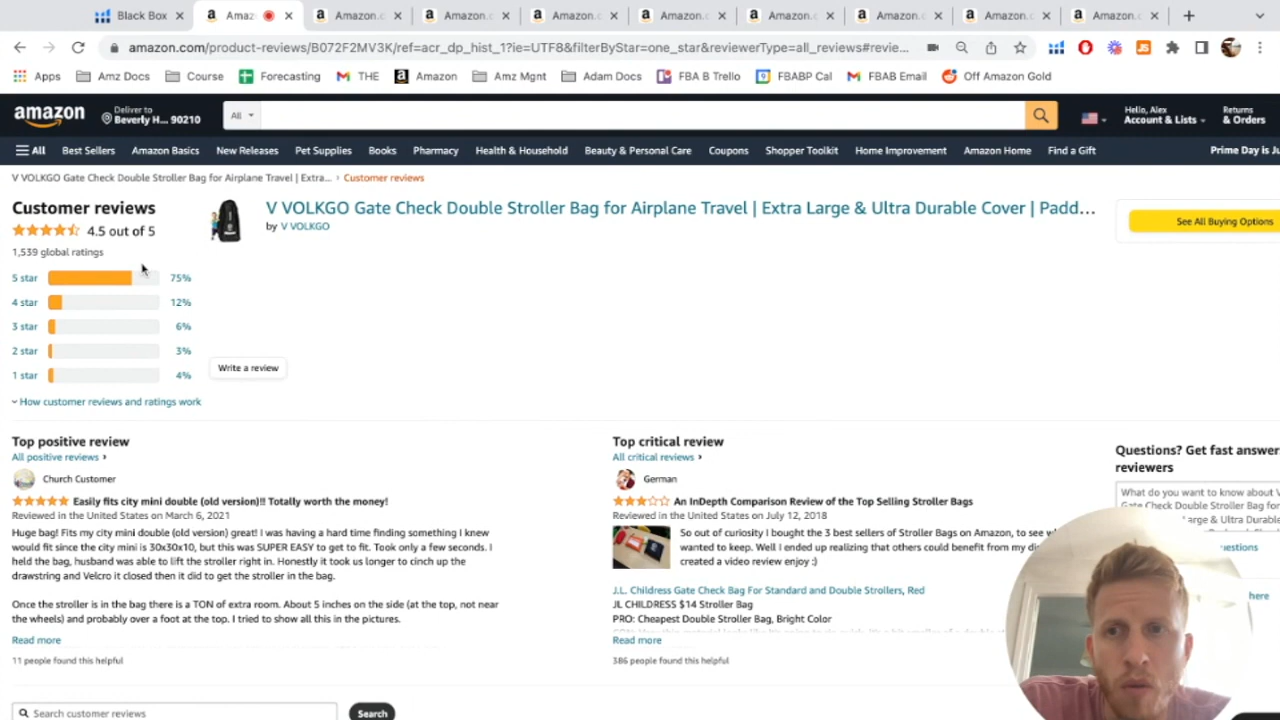 Black Box
Amaz
Amazon.c
Amazon.c
Amazon.c
Amazon.c
Amazon.c
Amazon.c
Amazon.c
Amazon.c
amazon.com/product-reviews/B072F2MV3K/ref=acr_dp_hist_1?ie=UTF8&filterByStar=one_star&reviewerType=all_reviews#revie...
Apps Amz Docs Course Forecasting THE Amazon Amz Mgnt Adam Docs FBA B Trello FBABP Cal FBAB Email Off Amazon Gold
amazon
Deliver to
Beverly H... 90210
All
Hello, Alex
Account & Lists
Returns
& Orders
All Best Sellers Amazon Basics New Releases Pet Supplies Books Pharmacy Health & Household Beauty & Personal Care Coupons Shopper Toolkit Home Improvement Amazon Home Find a Gift Prime Day is Ju
V VOLKGO Gate Check Double Stroller Bag for Airplane Travel | Extra... › Customer reviews
Customer reviews
4.5 out of 5
1,539 global ratings
5 star 75%
4 star 12%
3 star 6%
2 star 3%
1 star 4%
How customer reviews and ratings work
V VOLKGO Gate Check Double Stroller Bag for Airplane Travel | Extra Large & Ultra Durable Cover | Padd...
by V VOLKGO
Write a review
See All Buying Options
Top positive review
All positive reviews ›
Church Customer
Easily fits city mini double (old version)!! Totally worth the money!
Reviewed in the United States on March 6, 2021
Huge bag! Fits my city mini double (old version) great! I was having a hard time finding something I knew
would fit since the city mini is 30x30x10, but this was SUPER EASY to get to fit. Took only a few seconds. I
held the bag, husband was able to lift the stroller right in. Honestly it took us longer to cinch up the
drawstring and Velcro it closed then it did to get the stroller in the bag.
Once the stroller is in the bag there is a TON of extra room. About 5 inches on the side (at the top, not near
the wheels) and probably over a foot at the top. I tried to show all this in the pictures.
Read more
11 people found this helpful
Top critical review
All critical reviews ›
German
An InDepth Comparison Review of the Top Selling Stroller Bags
Reviewed in the United States on July 12, 2018
So out of curiosity I bought the 3 best sellers of Stroller Bags on Amazon, to see w
wanted to keep. Well I ended up realizing that others could benefit from my di
created a video review enjoy :)
J.L. Childress Gate Check Bag For Standard and Double Strollers, Red
JL CHILDRESS $14 Stroller Bag
PRO: Cheapest Double Stroller Bag, Bright Color
Read more
386 people found this helpful
Questions? Get fast answer
reviewers
What do you want to know about V
Gate Check Double Stroller Bag for
arge & Ultra Durable
uestions
here
Search customer reviews
Search